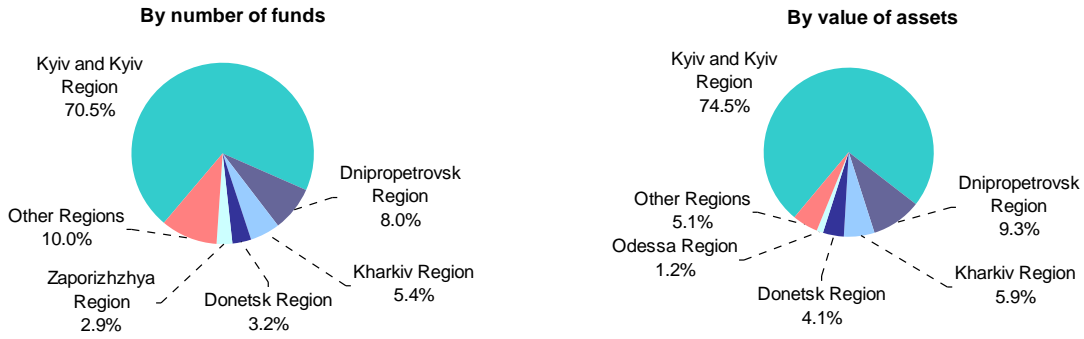 By number of funds
Kyiv and Kyiv
Region
70.5%
Dnipropetrovsk
Region
8.0%
Kharkiv Region
5.4%
Donetsk Region
3.2%
Zaporizhzhya
Region
2.9%
Other Regions
10.0%
By value of assets
Kyiv and Kyiv
Region
74.5%
Dnipropetrovsk
Region
9.3%
Kharkiv Region
5.9%
Donetsk Region
4.1%
Odessa Region
1.2%
Other Regions
5.1%